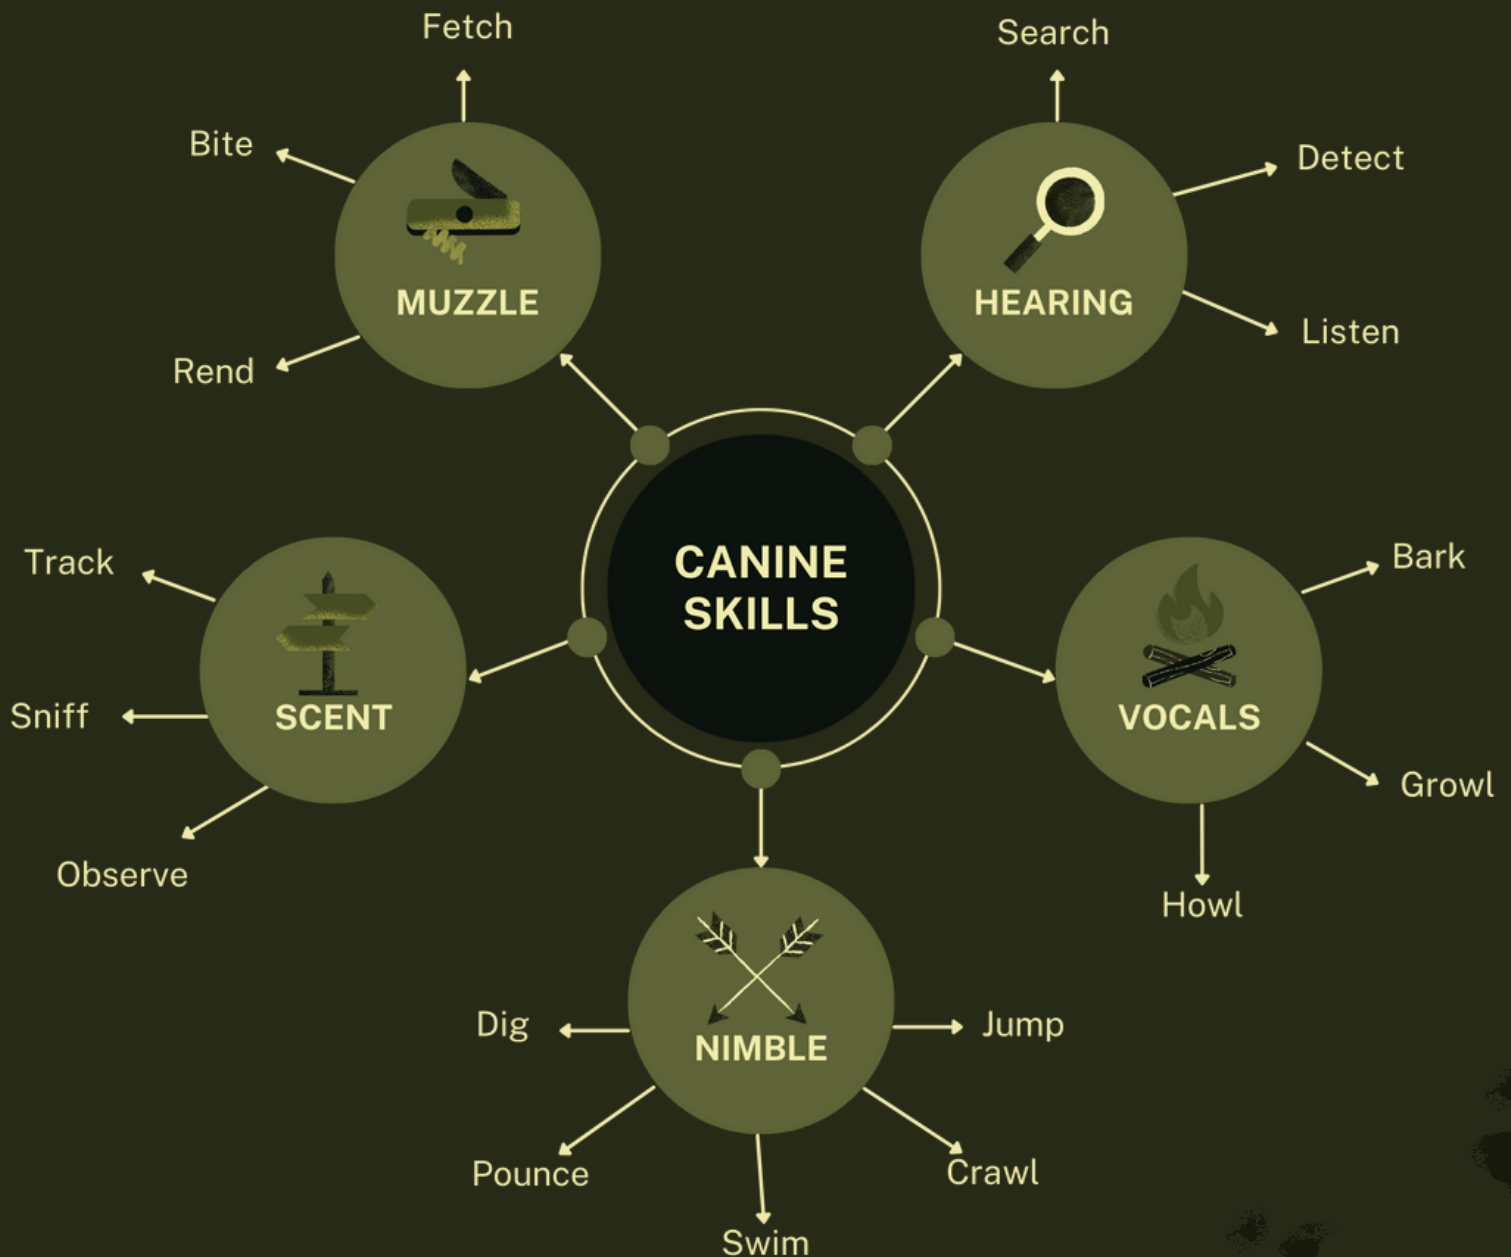 Fetch
Search
Bite
Detect
MUZZLE
HEARING
Listen
Rend
CANINE
SKILLS
Track
Bark
Sniff
SCENT
VOCALS
Growl
Observe
Howl
Dig
Jump
NIMBLE
Pounce
Crawl
Swim